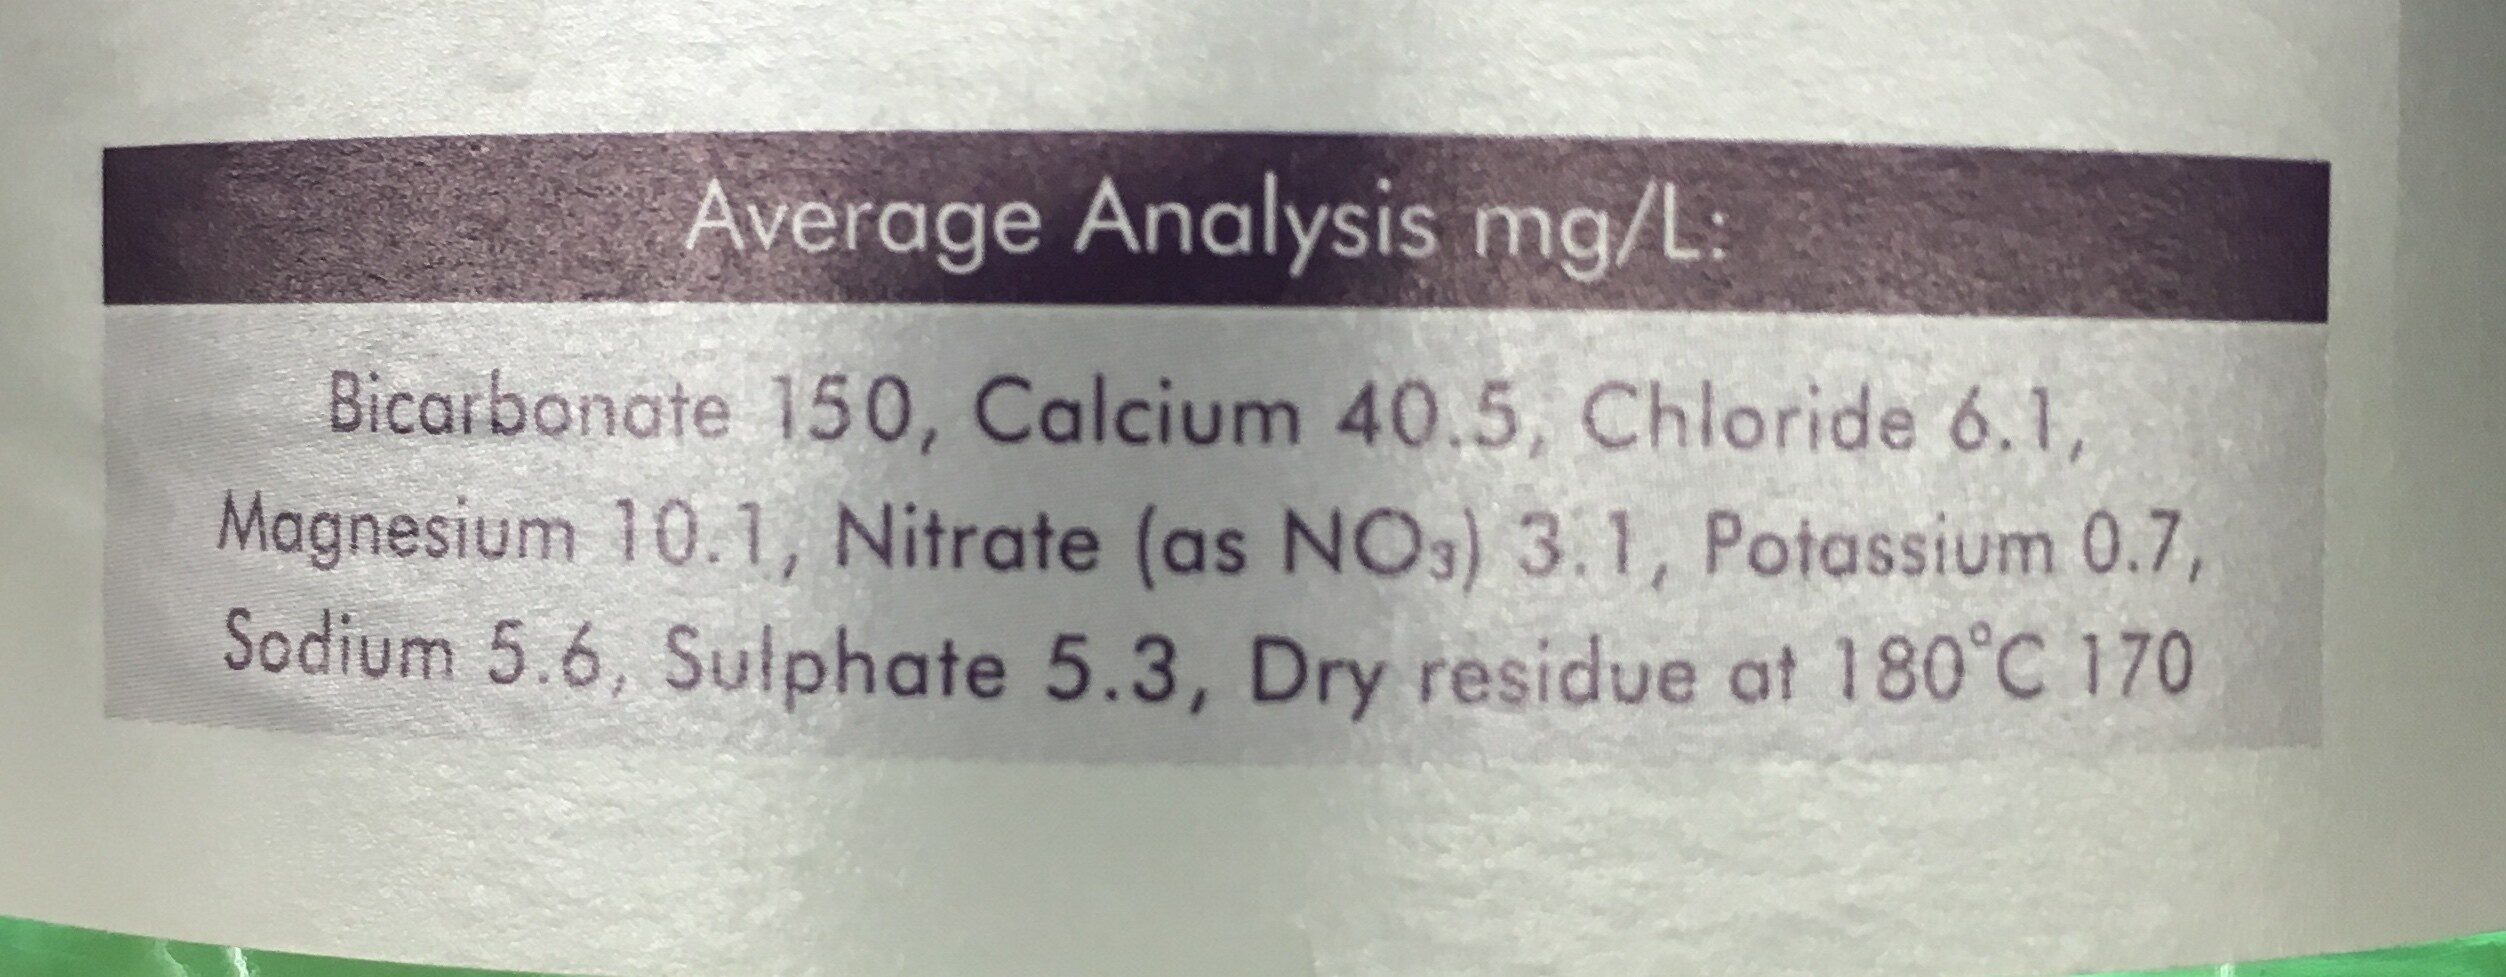 Average Analysis mg/L:
Bicarbonate 150, Calcium 40.5, Chloride 6.1,
Magnesium 10.1, Nitrate (as NO₃) 3.1, Potassium 0.7,
Sodium 5.6, Sulphate 5.3, Dry residue at 180°C 170